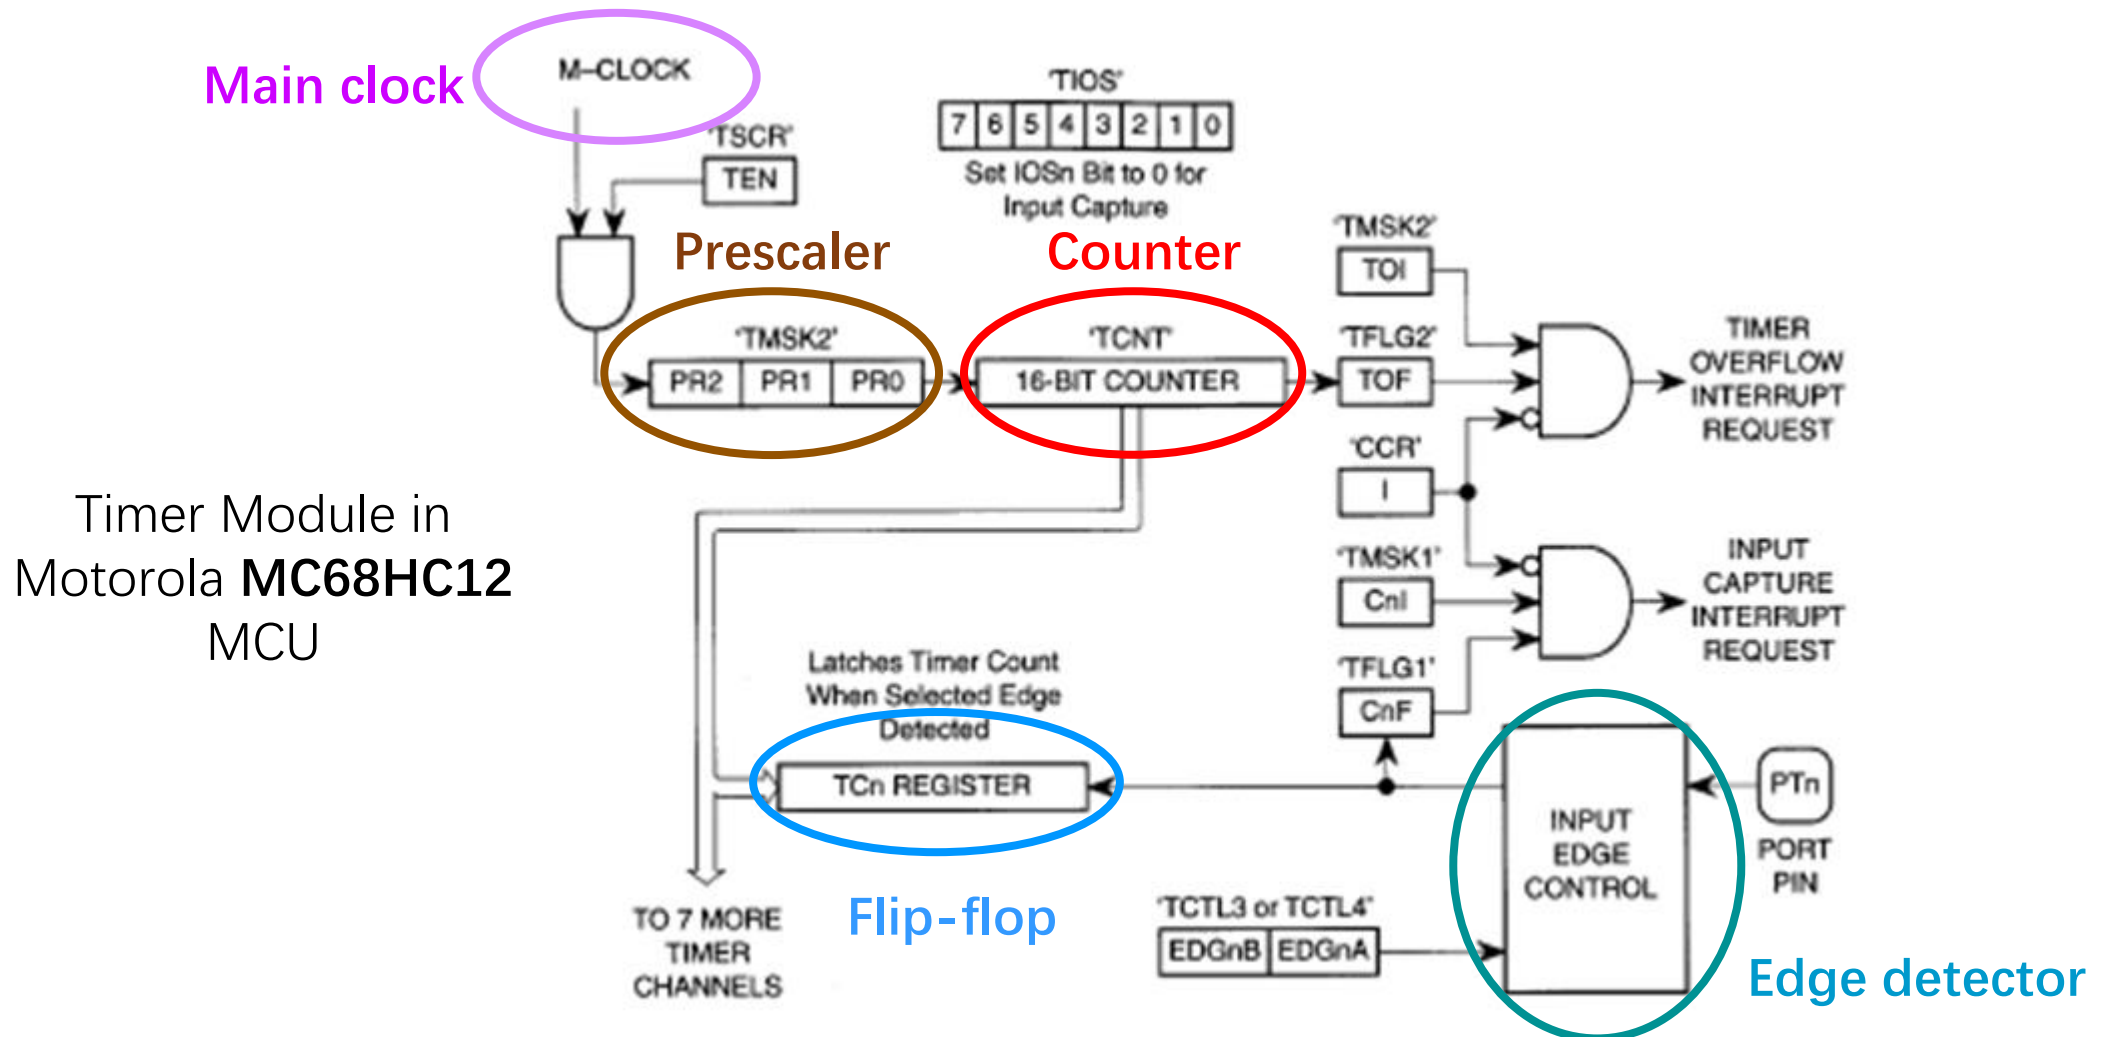 Main clock
M–CLOCK
'TSCR'
TEN
'TIOS'
7 6 5 4 3 2 1 0
Set IOSn Bit to 0 for
Input Capture
Prescaler
'TMSK2'
PR2 PR1 PR0
Counter
'TCNT'
16-BIT COUNTER
'TMSK2'
TOI
'TFLG2'
TOF
TIMER
OVERFLOW
INTERRUPT
REQUEST
'CCR'
I
'TMSK1'
CnI
'TFLG1'
CnF
INPUT
CAPTURE
INTERRUPT
REQUEST
Timer Module in
Motorola MC68HC12
MCU
Latches Timer Count
When Selected Edge
Detected
TCn REGISTER
Flip-flop
TO 7 MORE
TIMER
CHANNELS
'TCTL3 or TCTL4'
EDGnB EDGnA
INPUT
EDGE
CONTROL
PTn
PORT
PIN
Edge detector